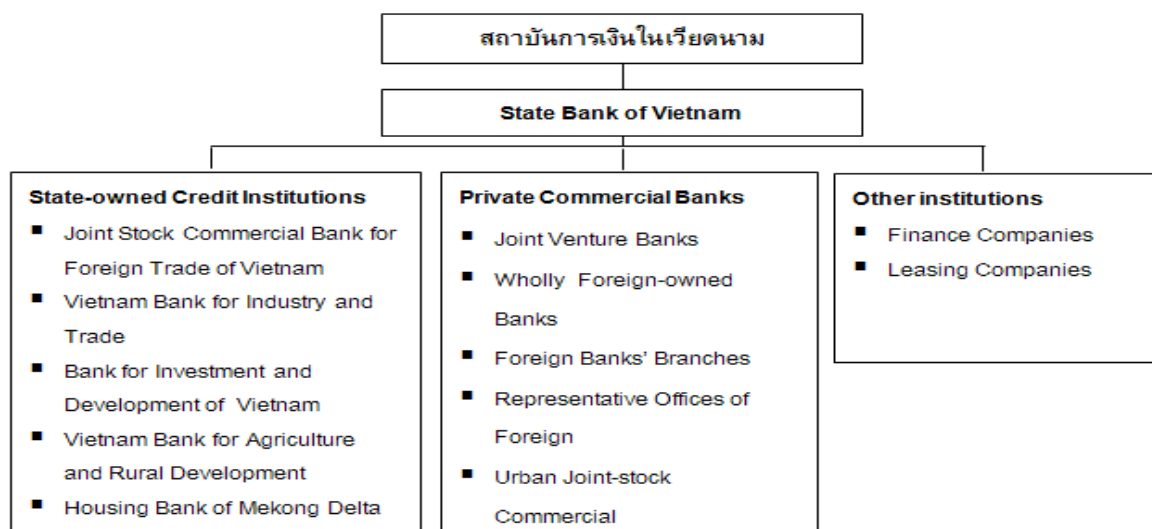 สถาบันการเงินในเวียดนาม
State Bank of Vietnam
State-owned Credit Institutions
■ Joint Stock Commercial Bank for
Foreign Trade of Vietnam
■ Vietnam Bank for Industry and
Trade
■ Bank for Investment and
Development of Vietnam
■ Vietnam Bank for Agriculture
and Rural Development
■ Housing Bank of Mekong Delta
Private Commercial Banks
■ Joint Venture Banks
■ Wholly Foreign-owned
Banks
■ Foreign Banks' Branches
■ Representative Offices of
Foreign
■ Urban Joint-stock
Commercial
Other institutions
■ Finance Companies
■ Leasing Companies